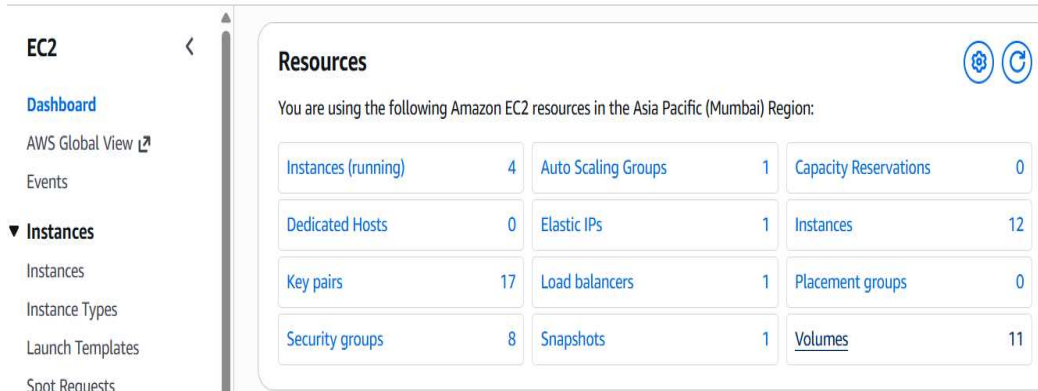 EC2
Dashboard
AWS Global View
Events
Instances
Instances
Instance Types
Launch Templates
Spot Requests
Resources
You are using the following Amazon EC2 resources in the Asia Pacific (Mumbai) Region:
Instances (running) 4 Auto Scaling Groups 1 Capacity Reservations 0
Dedicated Hosts 0 Elastic IPs 1 Instances 12
Key pairs 17 Load balancers 1 Placement groups 0
Security groups 8 Snapshots 1 Volumes 11